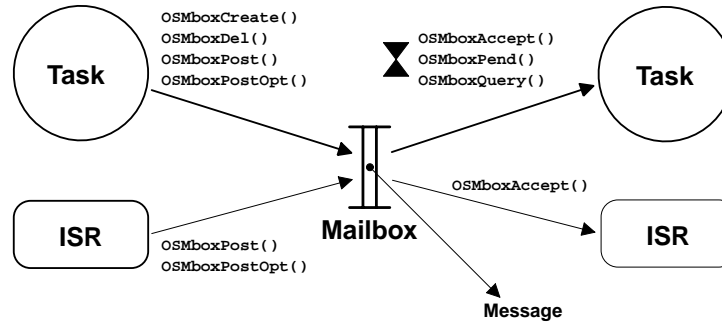 OSMboxCreate()
OSMboxDel()
OSMboxPost()
OSMboxPostOpt()
Task
OSMboxAccept()
OSMboxPend()
OSMboxQuery()
Task
OSMboxAccept()
Mailbox
ISR
OSMboxPost()
OSMboxPostOpt()
ISR
Message